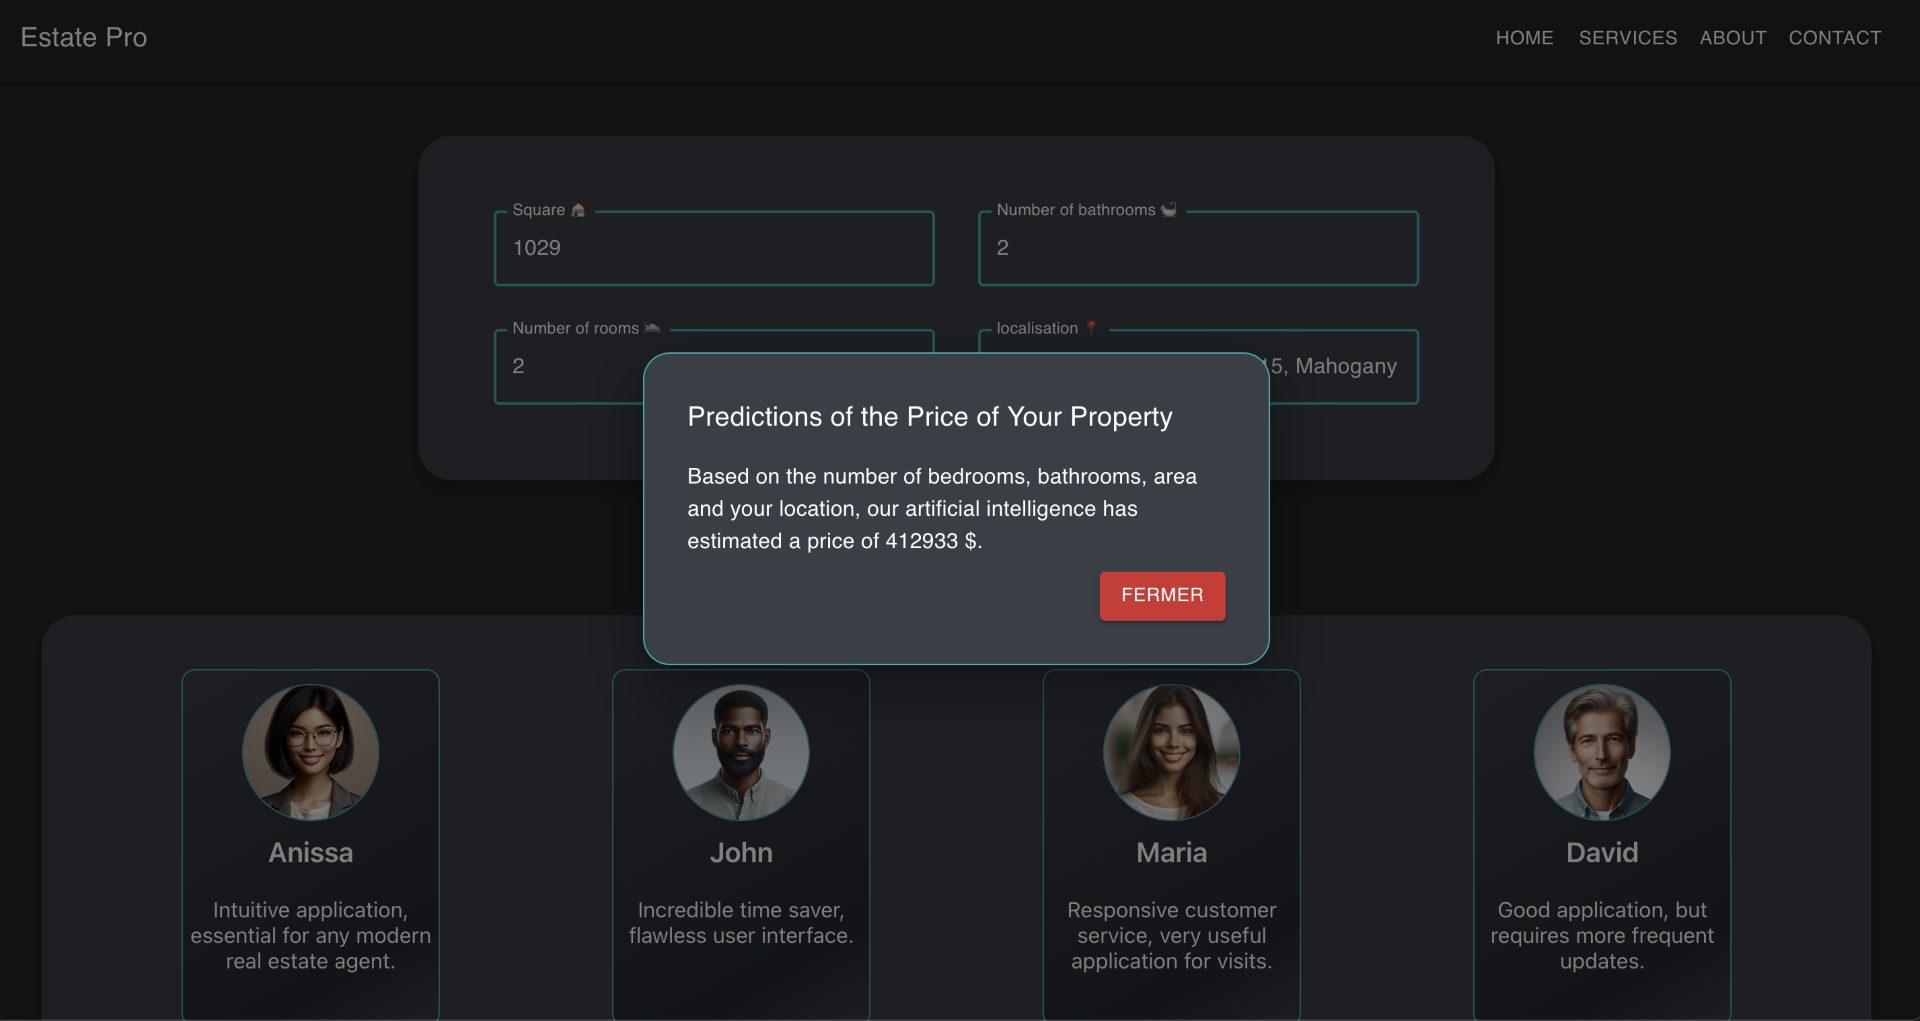 Estate Pro
HOME SERVICES ABOUT CONTACT
Square
1029
Number of bathrooms
2
Number of rooms
2
localisation
15, Mahogany
Predictions of the Price of Your Property
Based on the number of bedrooms, bathrooms, area
and your location, our artificial intelligence has
estimated a price of 412933 $.
FERMER
Anissa
Intuitive application,
essential for any modern
real estate agent.
John
Incredible time saver,
flawless user interface.
Maria
Responsive customer
service, very useful
application for visits.
David
Good application, but
requires more frequent
updates.